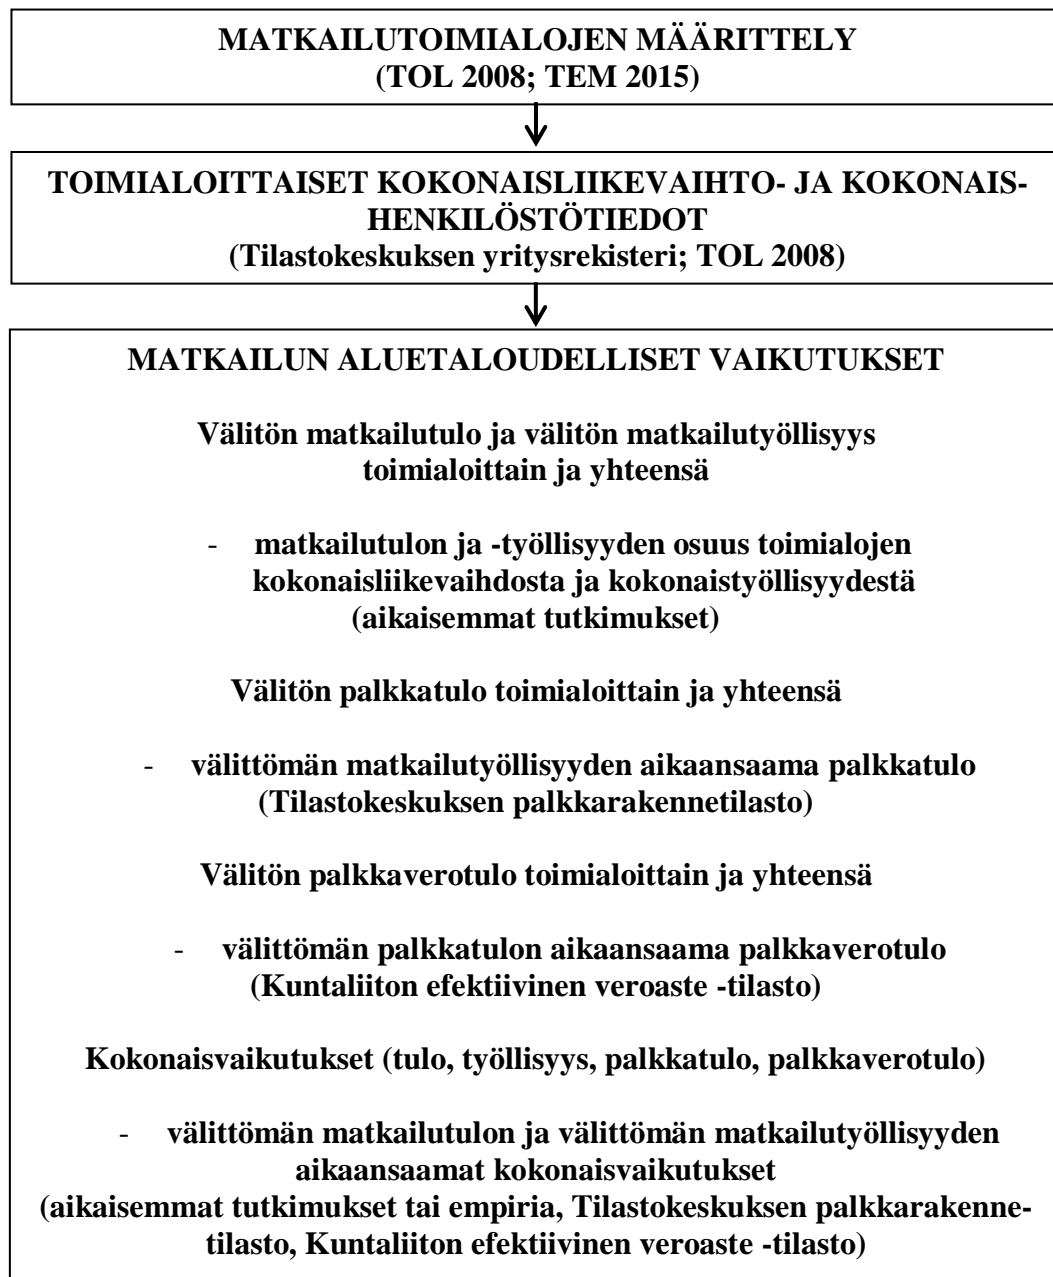 MATKAILUTOIMIALOJEN MÄÄRITTELY
(TOL 2008; TEM 2015)
TOIMIALOITTAISET KOKONAISLIIKEVAIHTO- JA KOKONAIS-
HENKILÖSTÖTIEDOT
(Tilastokeskuksen yritysrekisteri; TOL 2008)
MATKAILUN ALUETALOUDELLISET VAIKUTUKSET
Välitön matkailutulo ja välitön matkailutyöllisyys
toimialoittain ja yhteensä
- matkailutulon ja -työllisyyden osuus toimialojen
kokonaisliikevaihdosta ja kokonaistyöllisyydestä
(aikaisemmat tutkimukset)
Välitön palkkatulo toimialoittain ja yhteensä
- välittömän matkailutyöllisyyden aikaansaama palkkatulo
(Tilastokeskuksen palkkarakennetilasto)
Välitön palkkaverotulo toimialoittain ja yhteensä
- välittömän palkkatulon aikaansaama palkkaverotulo
(Kuntaliiton efektiivinen veroaste -tilasto)
Kokonaisvaikutukset (tulo, työllisyys, palkkatulo, palkkaverotulo)
- välittömän matkailutulon ja välittömän matkailutyöllisyyden
aikaansaamat kokonaisvaikutukset
(aikaisemmat tutkimukset tai empiria, Tilastokeskuksen palkkarakenne-
tilasto, Kuntaliiton efektiivinen veroaste -tilasto)